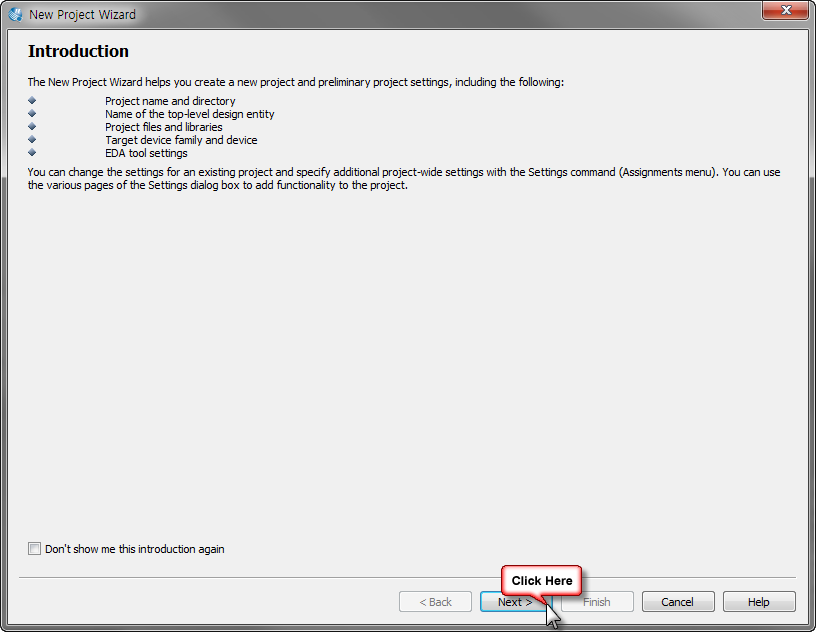 New Project Wizard
Introduction
The New Project Wizard helps you create a new project and preliminary project settings, including the following:
Project name and directory
Name of the top-level design entity
Project files and libraries
Target device family and device
EDA tool settings
You can change the settings for an existing project and specify additional project-wide settings with the Settings command (Assignments menu). You can use
the various pages of the Settings dialog box to add functionality to the project.
Don't show me this introduction again
Click Here
< Back
Next >
Finish
Cancel
Help